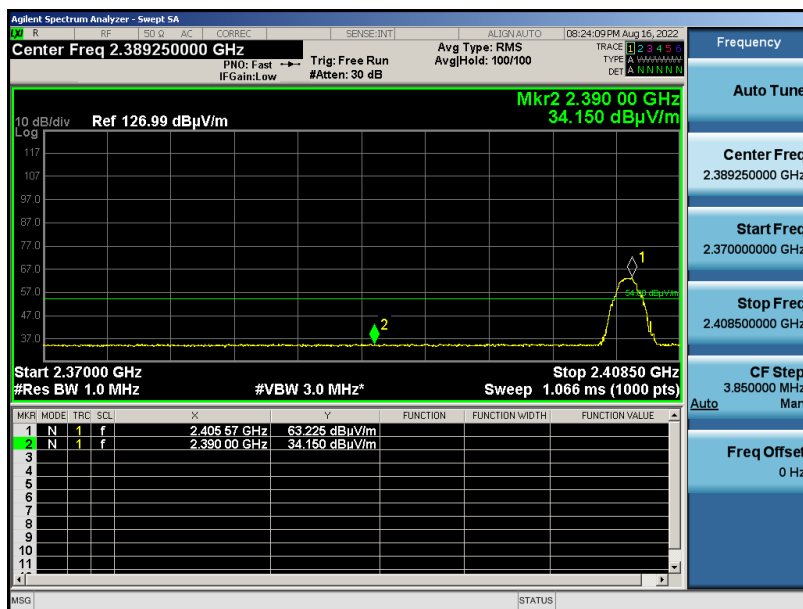 Agilent Spectrum Analyzer - Swept SA
LXI R RF 50 Ω AC CORREC SENSE:INT ALIGN AUTO 08:24:09 PM Aug 16, 2022
Center Freq 2.389250000 GHz Avg Type: RMS TRACE 1 2 3 4 5 6
PNO: Fast Trig: Free Run Avg|Hold: 100/100 TYPE A
IFGain:Low #Atten: 30 dB DET A N N N N N
Mkr2 2.390 00 GHz
10 dB/div Ref 126.99 dBµV/m 34.150 dBµV/m
Log
117
107
97.0
87.0
77.0
67.0
57.0
47.0
37.0
1
54.00 dBµV/m
2
Start 2.37000 GHz Stop 2.40850 GHz
#Res BW 1.0 MHz #VBW 3.0 MHz* Sweep 1.066 ms (1000 pts)
MKR MODE TRC SCL X Y FUNCTION FUNCTION WIDTH FUNCTION VALUE
1 N 1 f 2.405 57 GHz 63.225 dBµV/m
2 N 1 f 2.390 00 GHz 34.150 dBµV/m
3
4
5
6
7
8
9
10
11
MSG STATUS
Frequency
Auto Tune
Center Freq
2.389250000 GHz
Start Freq
2.370000000 GHz
Stop Freq
2.408500000 GHz
CF Step
3.850000 MHz
Auto Man
Freq Offset
0 Hz